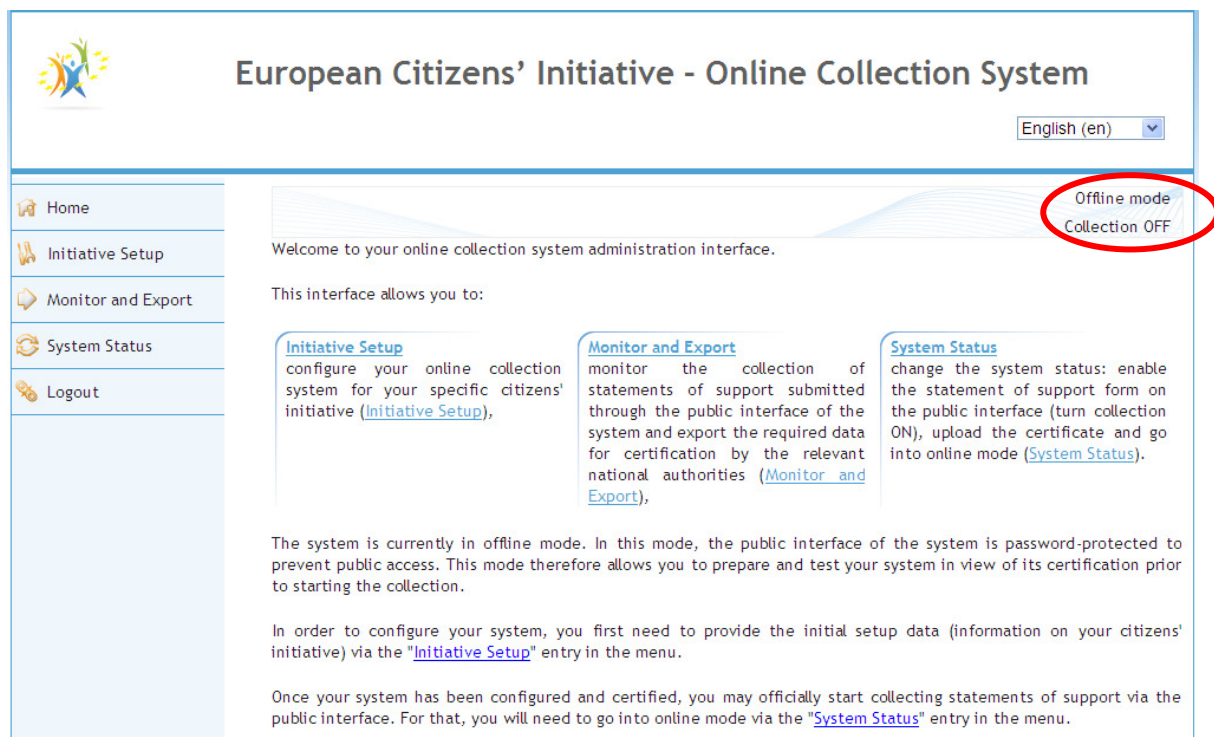 European Citizens' Initiative - Online Collection System
English (en)
Home
Initiative Setup
Monitor and Export
System Status
Logout
Offline mode
Collection OFF
Welcome to your online collection system administration interface.
This interface allows you to:
Initiative Setup
configure your online collection
system for your specific citizens'
initiative (Initiative Setup),
Monitor and Export
monitor the collection of
statements of support submitted
through the public interface of the
system and export the required data
for certification by the relevant
national authorities (Monitor and
Export),
System Status
change the system status: enable
the statement of support form on
the public interface (turn collection
ON), upload the certificate and go
into online mode (System Status).
The system is currently in offline mode. In this mode, the public interface of the system is password-protected to
prevent public access. This mode therefore allows you to prepare and test your system in view of its certification prior
to starting the collection.
In order to configure your system, you first need to provide the initial setup data (information on your citizens'
initiative) via the "Initiative Setup" entry in the menu.
Once your system has been configured and certified, you may officially start collecting statements of support via the
public interface. For that, you will need to go into online mode via the "System Status" entry in the menu.